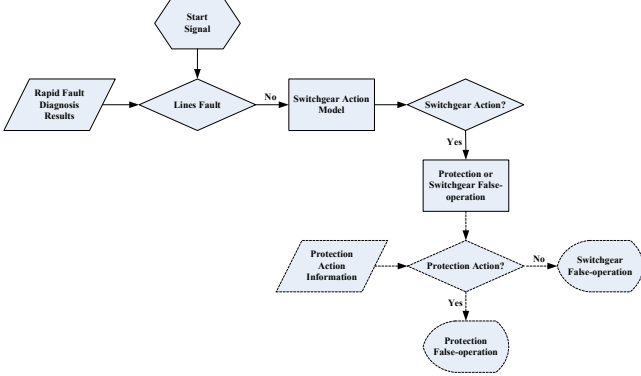 Start
Signal
Rapid Fault
Diagnosis
Results
Lines Fault
No
Switchgear Action
Model
Switchgear Action?
Yes
Protection or
Switchgear False-
operation
Protection
Action
Information
Protection Action?
No
Switchgear
False-operation
Yes
Protection
False-operation